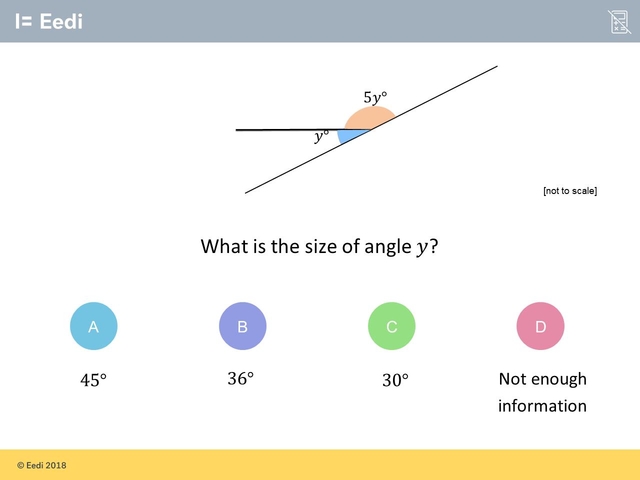 Eedi
5y°
y°
[not to scale]
What is the size of angle y?
A
B
C
D
45°
36°
30°
Not enough
information
© Eedi 2018